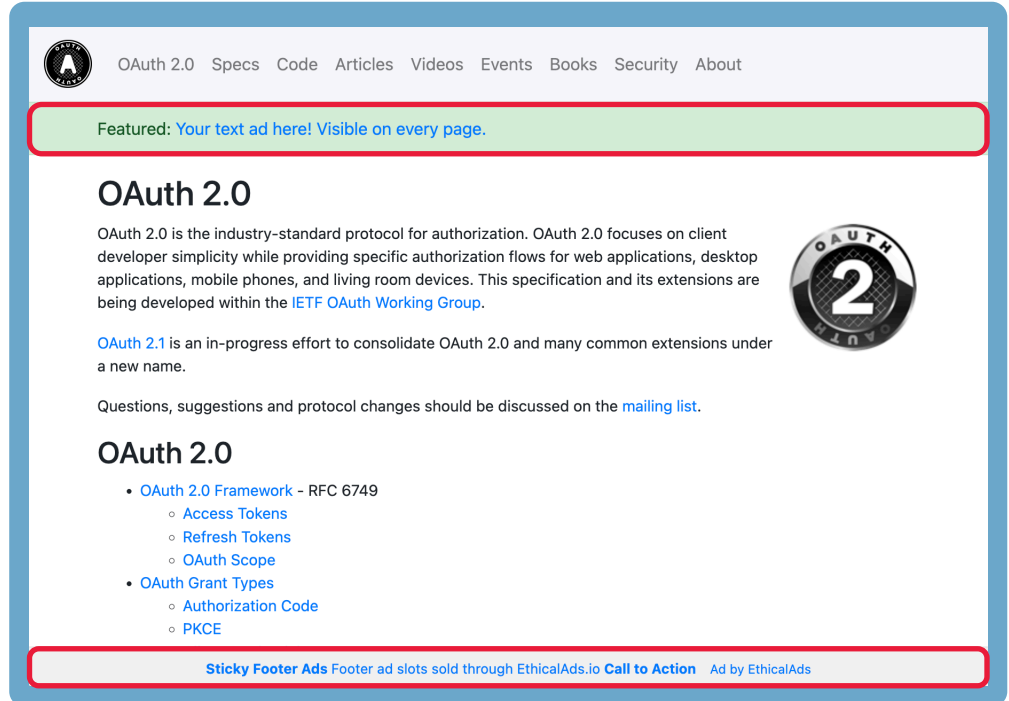 OAUTH
A
OAUTH
OAuth 2.0 Specs Code Articles Videos Events Books Security About
Featured: Your text ad here! Visible on every page.
OAuth 2.0
OAuth 2.0 is the industry-standard protocol for authorization. OAuth 2.0 focuses on client
developer simplicity while providing specific authorization flows for web applications, desktop
applications, mobile phones, and living room devices. This specification and its extensions are
being developed within the IETF OAuth Working Group.
OAUTH
2
OAUTH
OAuth 2.1 is an in-progress effort to consolidate OAuth 2.0 and many common extensions under
a new name.
Questions, suggestions and protocol changes should be discussed on the mailing list.
OAuth 2.0
• OAuth 2.0 Framework - RFC 6749
◦ Access Tokens
◦ Refresh Tokens
◦ OAuth Scope
• OAuth Grant Types
◦ Authorization Code
◦ PKCE
Sticky Footer Ads Footer ad slots sold through EthicalAds.io Call to Action Ad by EthicalAds